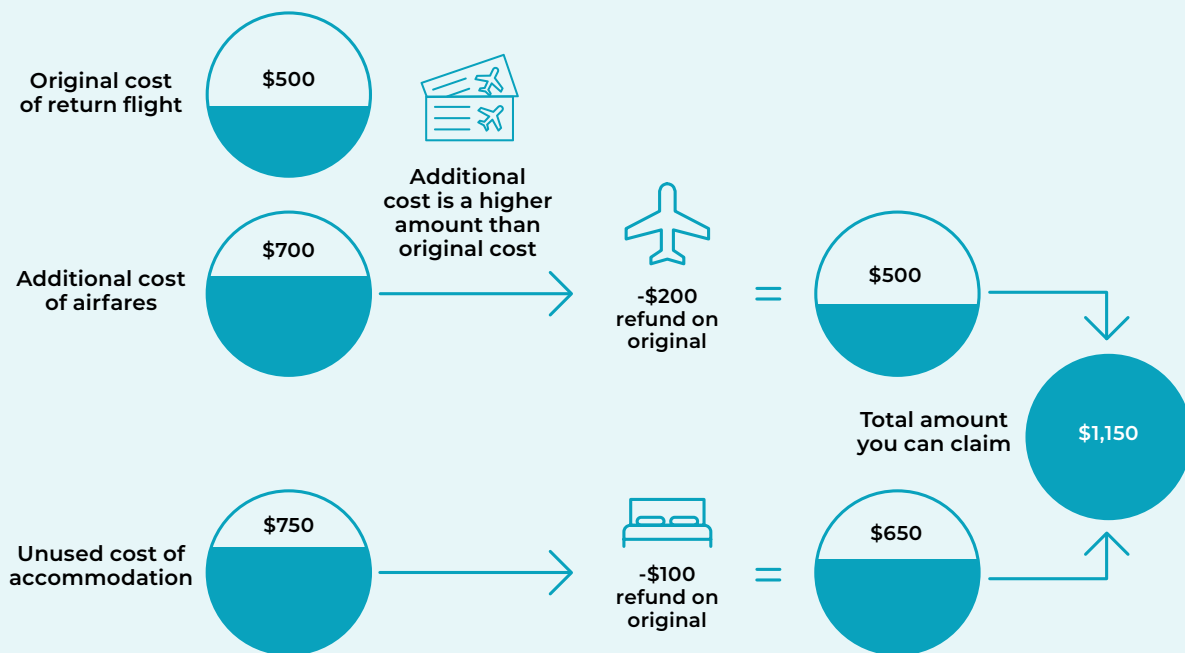 Original cost
of return flight
$500
Additional
cost is a higher
amount than
original cost
Additional cost
of airfares
$700
-$200
refund on
original
=
$500
Total amount
you can claim
$1,150
Unused cost of
accommodation
$750
-$100
refund on
original
=
$650